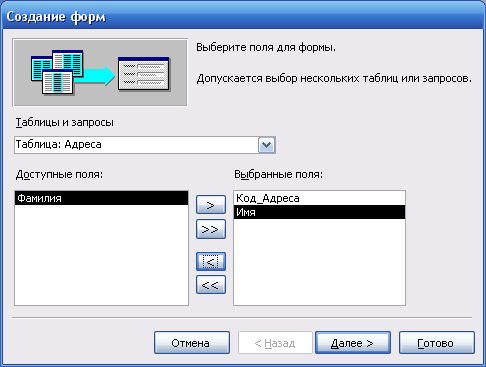 Создание форм
Выберите поля для формы.
Допускается выбор нескольких таблиц или запросов.
Таблицы и запросы
Таблица: Адреса
Доступные поля:
Выбранные поля:
Фамилия
Код_Адреса
Имя
>
>>
<
<<
Отмена
< Назад
Далее >
Готово